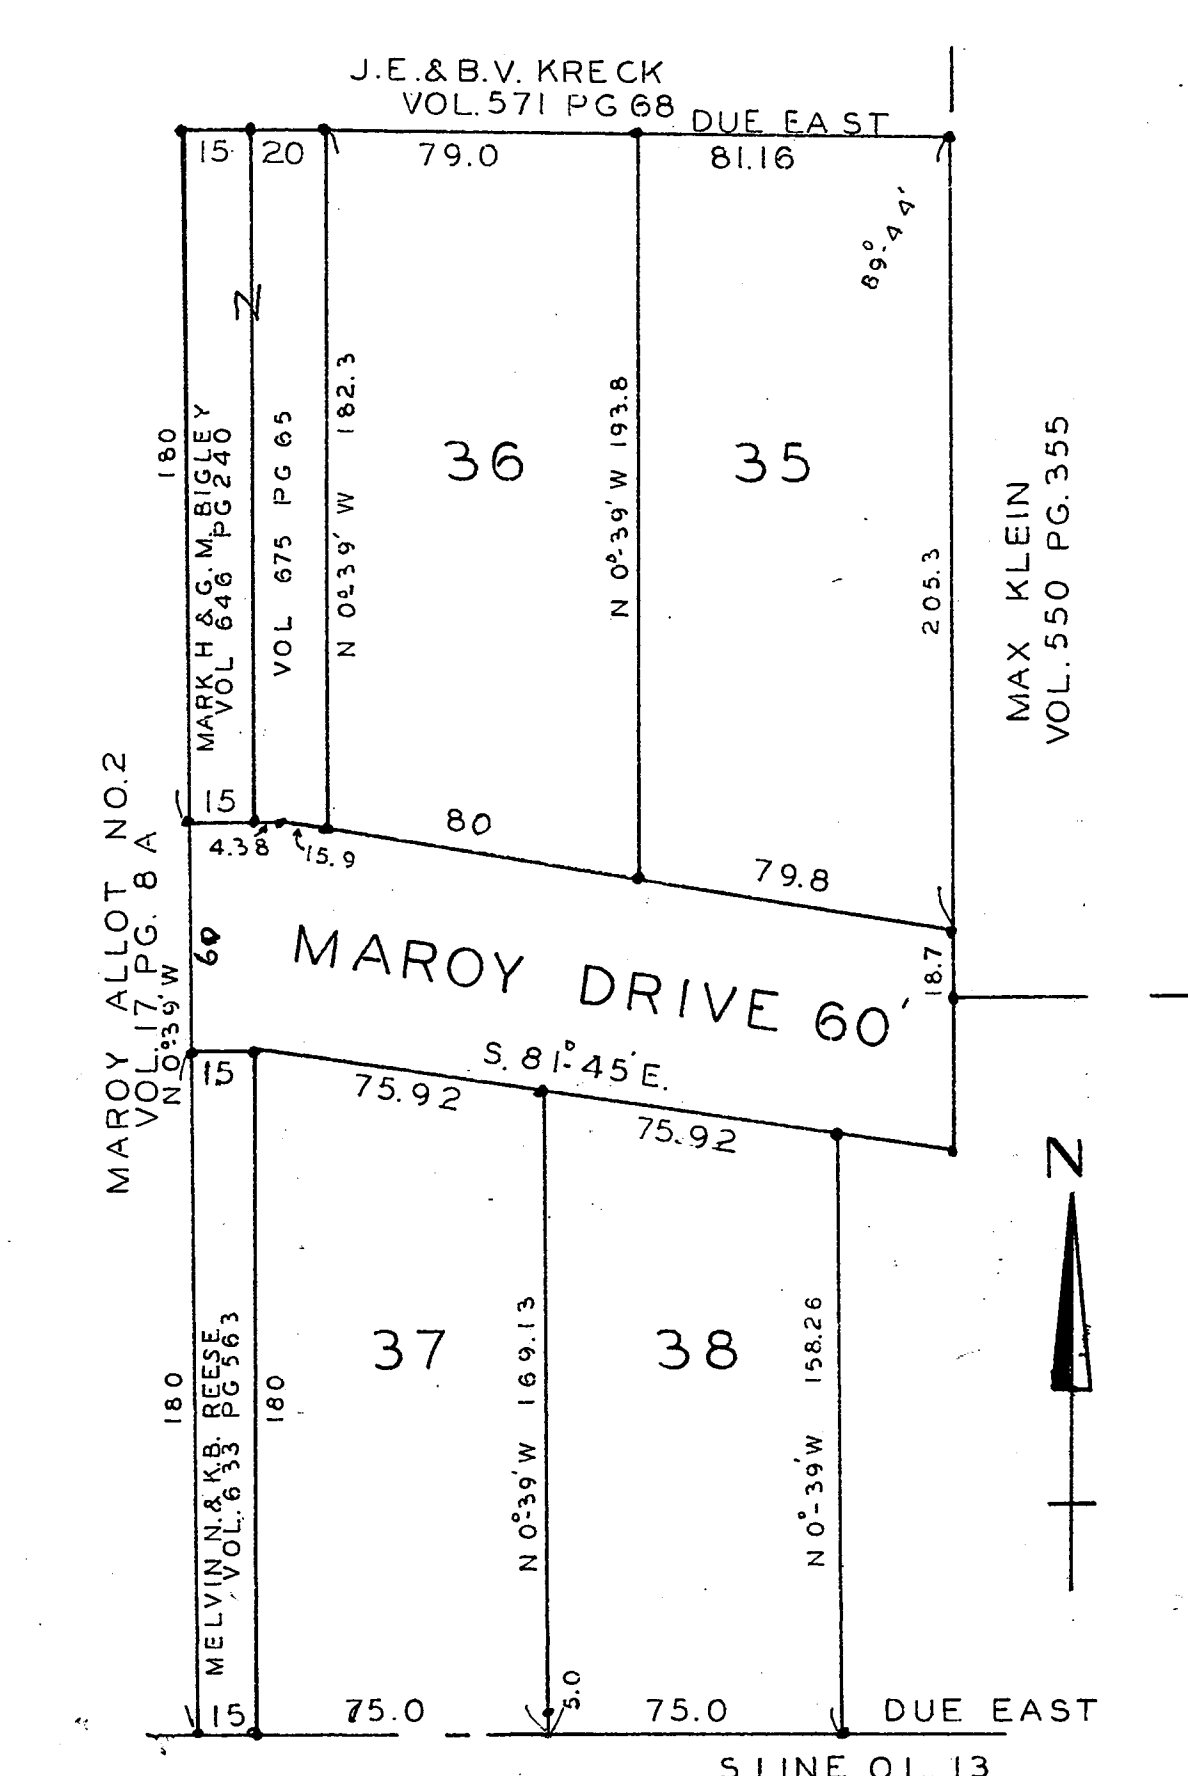 J.E.&B.V. KRECK
VOL.571 PG 68
DUE EAST
15
20
79.0
81.16
89°-44'
N
180
MARK H & G.M. BIGLEY
VOL 646 PG 240
VOL 675 PG 65
N 0°-39' W 182.3
36
N 0°-39' W 193.8
35
205.3
MAX KLEIN
VOL.550 PG.355
15
4.38
15.9
80
79.8
MAROY ALLOT NO.2
VOL.17 PG. 8 A
N 0°39' W
60
MAROY DRIVE 60'
18.7
15
S. 81°-45' E.
75.92
75.92
N
180
MELVIN N.& K.B. REESE
VOL. 633 PG 563
180
37
N 0°-39' W 169.13
38
N 0°-39' W 158.26
15
75.0
5.0
75.0
DUE EAST
S LINE O.L. 13